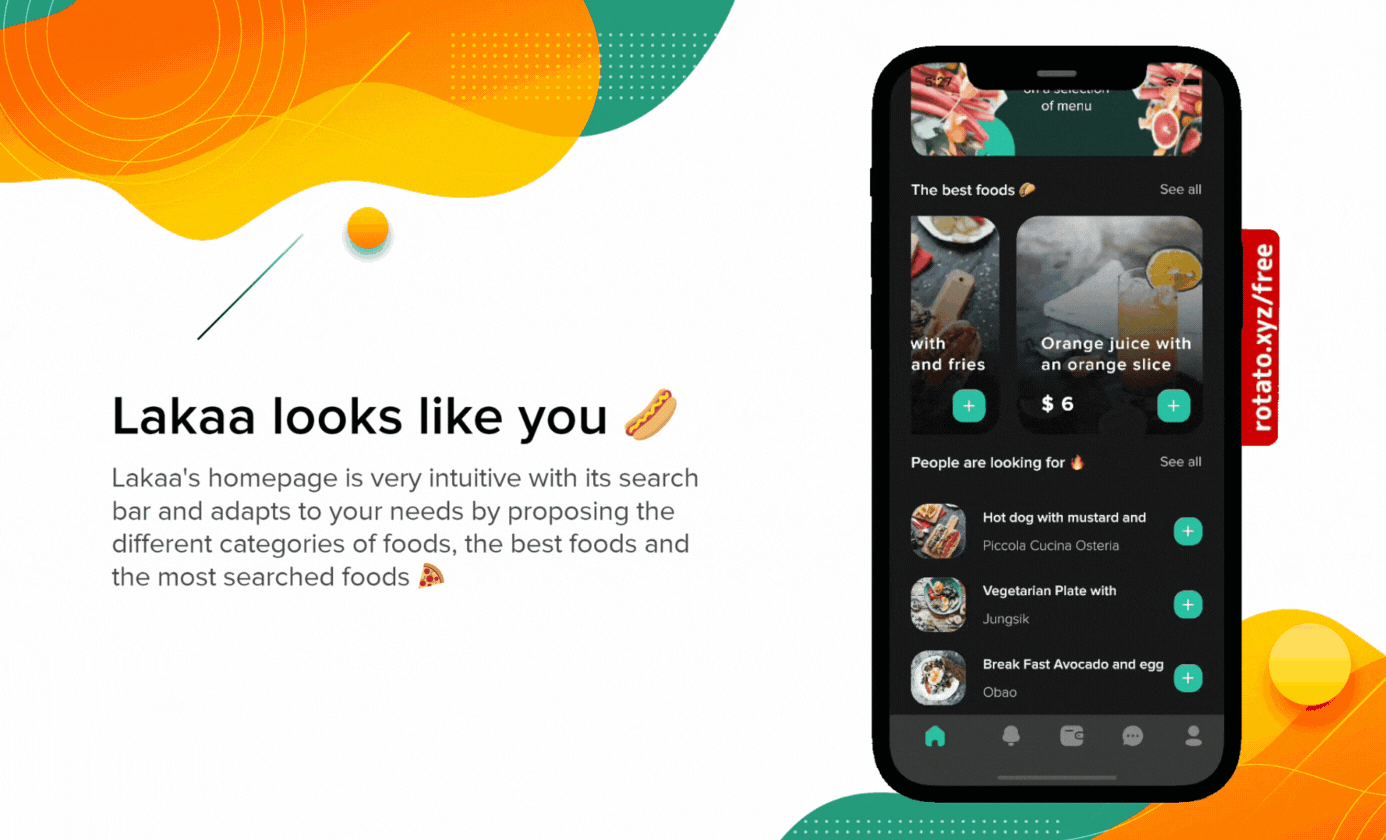 Lakaa looks like you 🌭
Lakaa's homepage is very intuitive with its search
bar and adapts to your needs by proposing the
different categories of foods, the best foods and
the most searched foods 🍕
5:27
on a selection
of menu
The best foods 🌮
See all
with
and fries
Orange juice with
an orange slice
$ 6
People are looking for 🔥
See all
Hot dog with mustard and
Piccola Cucina Osteria
Vegetarian Plate with
Jungsik
Break Fast Avocado and egg
Obao
rotato.xyz/free